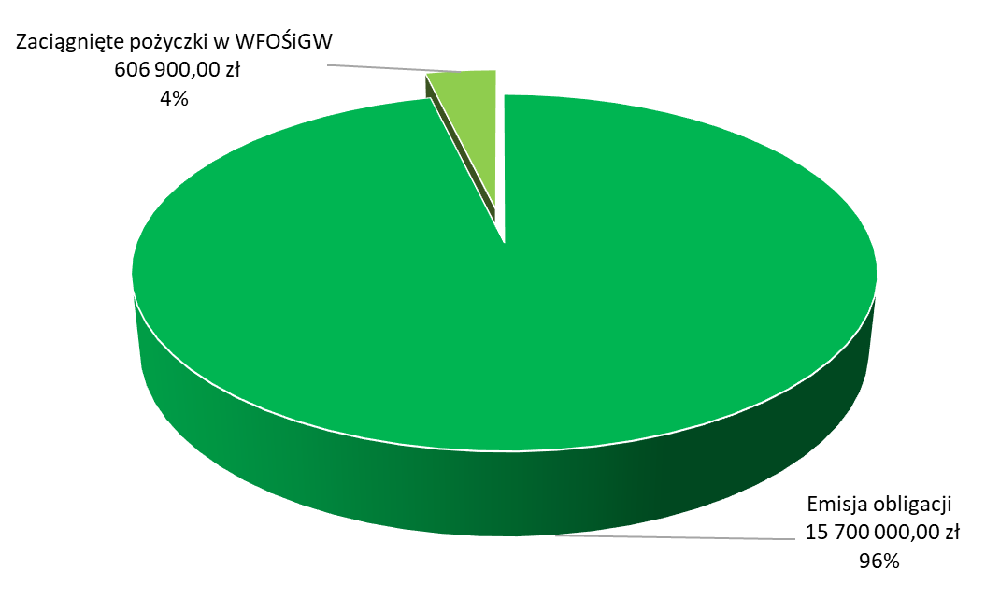 Zaciągnięte pożyczki w WFOŚiGW
606 900,00 zł
4%
Emisja obligacji
15 700 000,00 zł
96%